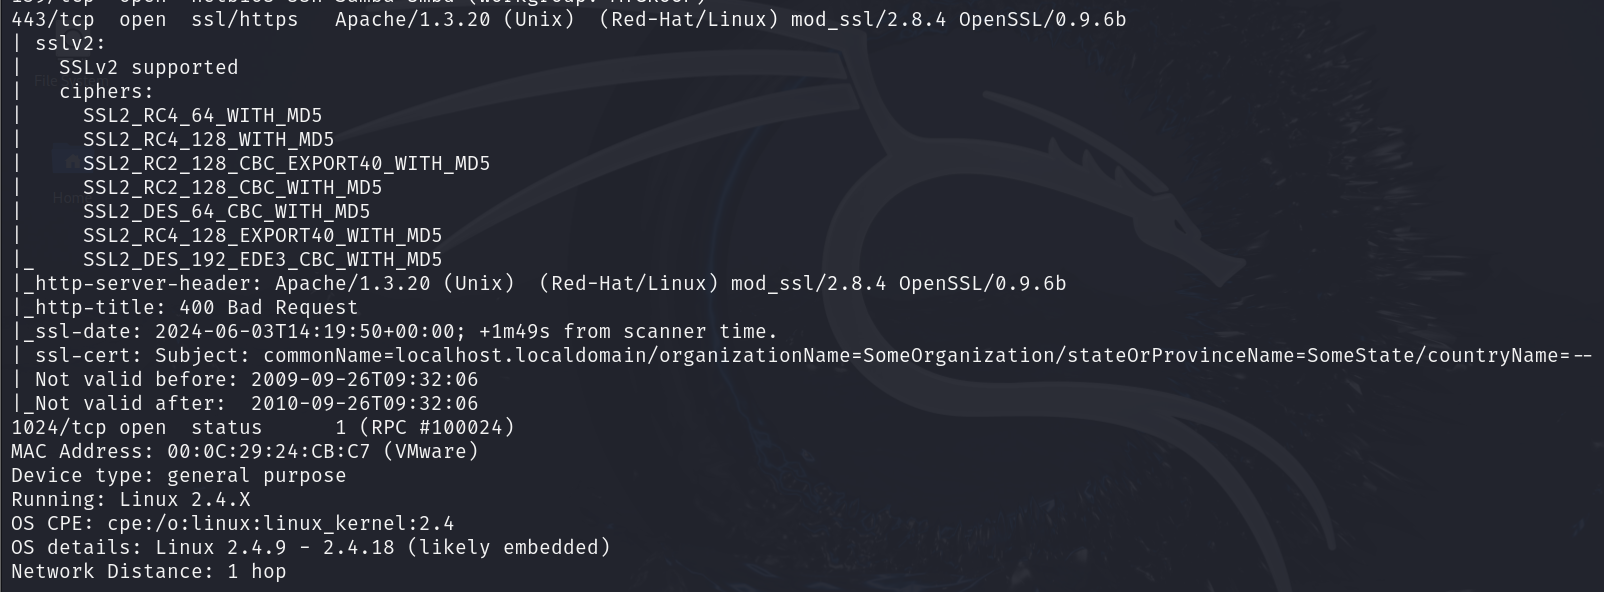 443/tcp  open  ssl/https   Apache/1.3.20 (Unix)  (Red-Hat/Linux) mod_ssl/2.8.4 OpenSSL/0.9.6b
| sslv2:
|   SSLv2 supported
|   ciphers:
|     SSL2_RC4_64_WITH_MD5
|     SSL2_RC4_128_WITH_MD5
|     SSL2_RC2_128_CBC_EXPORT40_WITH_MD5
|     SSL2_RC2_128_CBC_WITH_MD5
|     SSL2_DES_64_CBC_WITH_MD5
|     SSL2_RC4_128_EXPORT40_WITH_MD5
|_    SSL2_DES_192_EDE3_CBC_WITH_MD5
|_http-server-header: Apache/1.3.20 (Unix)  (Red-Hat/Linux) mod_ssl/2.8.4 OpenSSL/0.9.6b
|_http-title: 400 Bad Request
|_ssl-date: 2024-06-03T14:19:50+00:00; +1m49s from scanner time.
| ssl-cert: Subject: commonName=localhost.localdomain/organizationName=SomeOrganization/stateOrProvinceName=SomeState/countryName=--
| Not valid before: 2009-09-26T09:32:06
|_Not valid after:  2010-09-26T09:32:06
1024/tcp open  status      1 (RPC #100024)
MAC Address: 00:0C:29:24:CB:C7 (VMware)
Device type: general purpose
Running: Linux 2.4.X
OS CPE: cpe:/o:linux:linux_kernel:2.4
OS details: Linux 2.4.9 - 2.4.18 (likely embedded)
Network Distance: 1 hop
Home